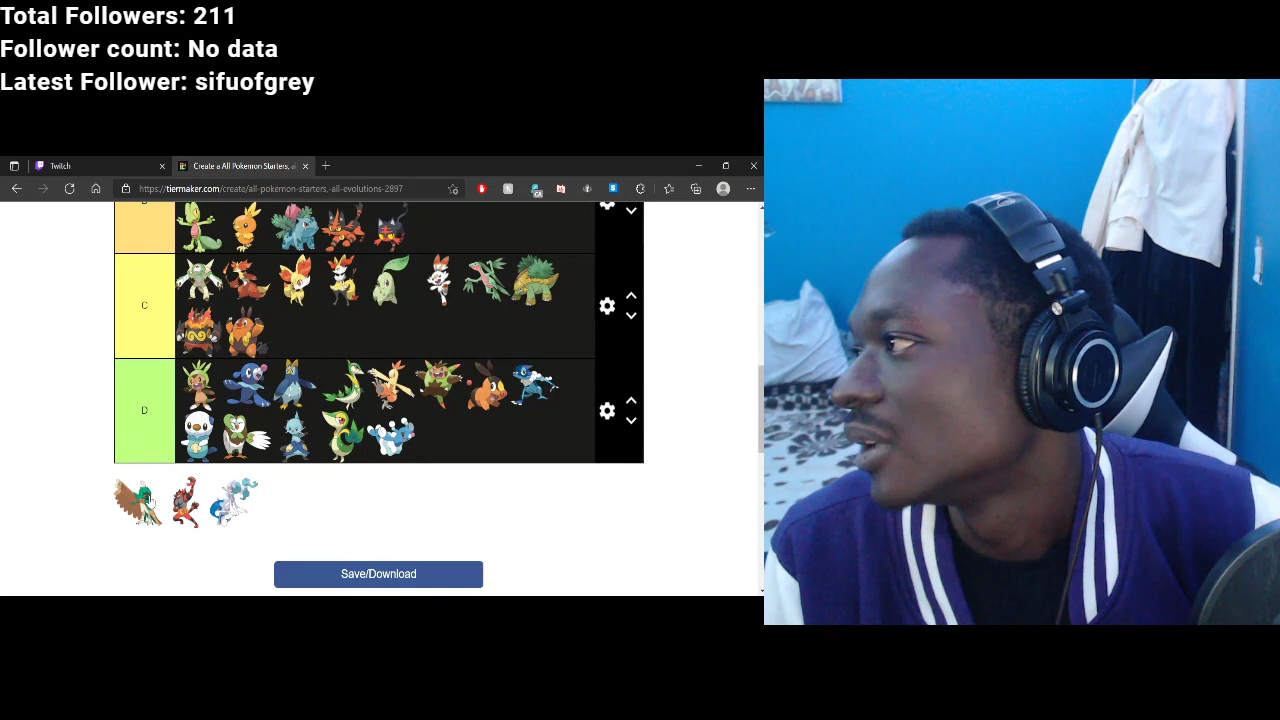 Total Followers: 211
Follower count: No data
Latest Follower: sifuofgrey
Twitch
Create a All Pokemon Starters, a
https://tiermaker.com/create/all-pokemon-starters,-all-evolutions-2897
C
D
Save/Download